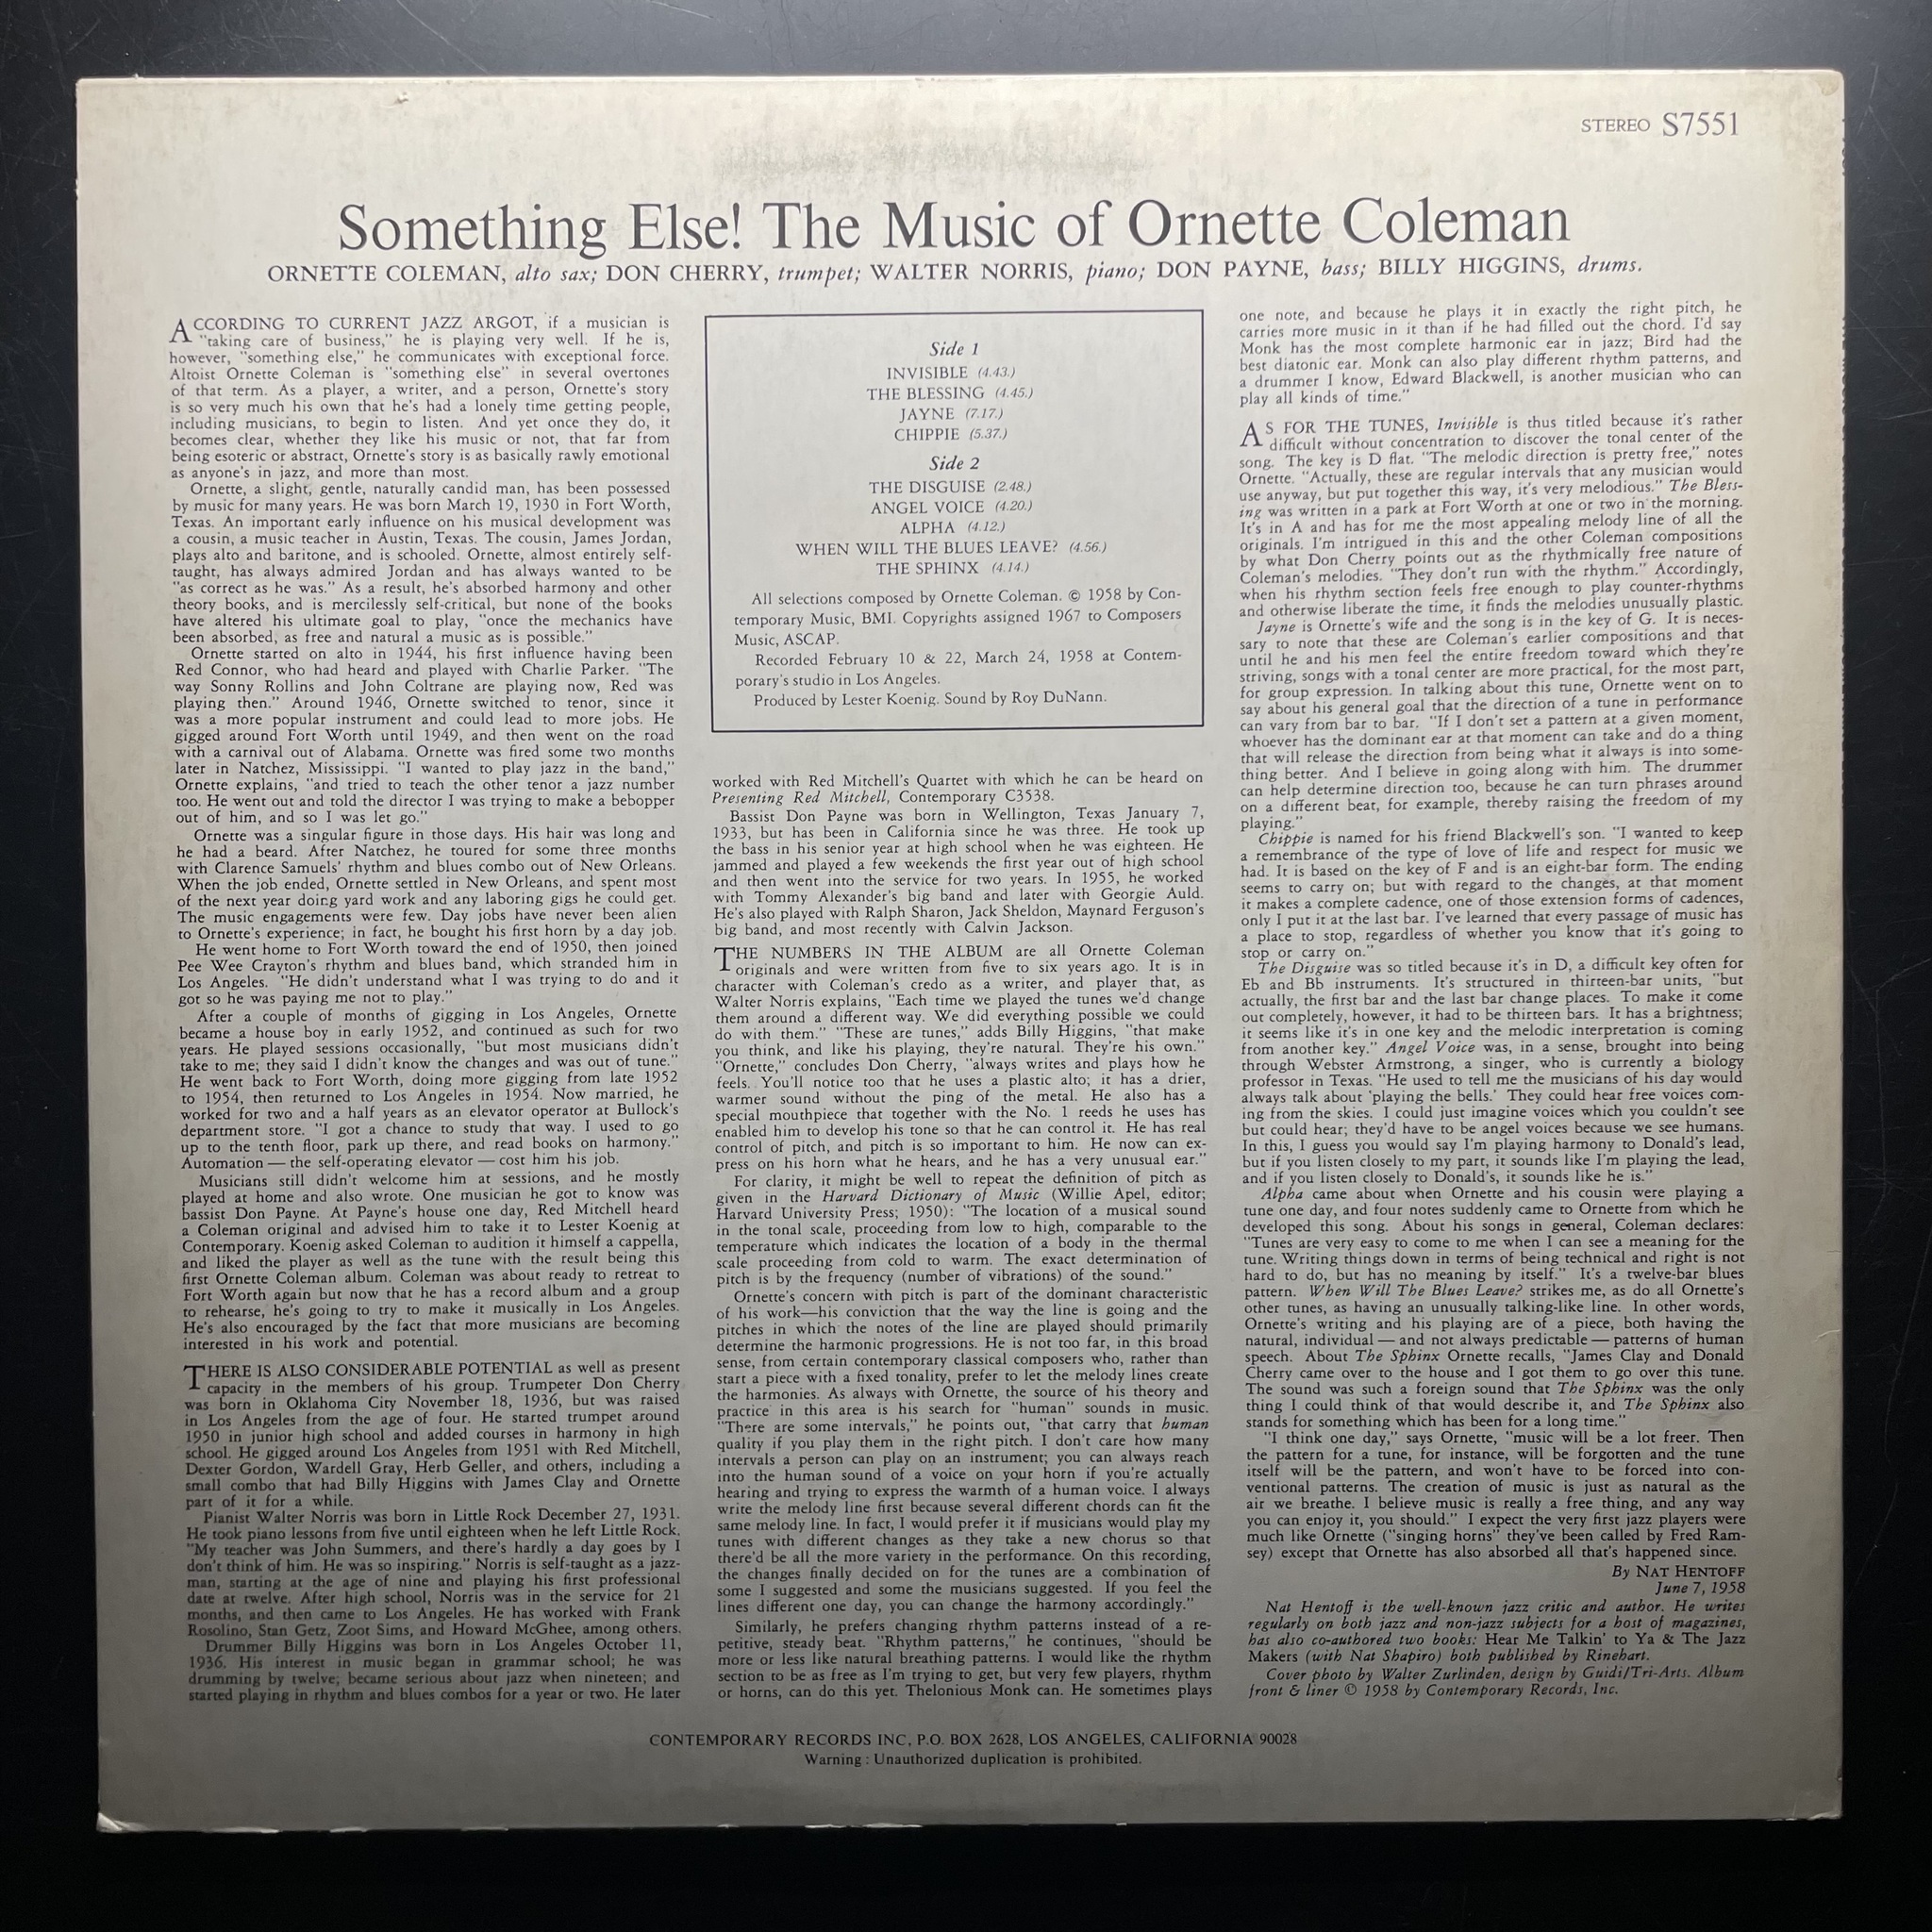 STEREO S7551
Something Else! The Music of Ornette Coleman
ORNETTE COLEMAN, alto sax; DON CHERRY, trumpet; WALTER NORRIS, piano; DON PAYNE, bass; BILLY HIGGINS, drums.
ACCORDING TO CURRENT JAZZ ARGOT, if a musician is
"taking care of business," he is playing very well. If he is,
however, "something else," he communicates with exceptional force.
Altoist Ornette Coleman is "something else" in several overtones
of that term. As a player, a writer, and a person, Ornette's story
is so very much his own that he's had a lonely time getting people,
including musicians, to begin to listen. And yet once they do, it
becomes clear, whether they like his music or not, that far from
being esoteric or abstract, Ornette's story is as basically rawly emotional
as anyone's in jazz, and more than most.
Ornette, a slight, gentle, naturally candid man, has been possessed
by music for many years. He was born March 19, 1930 in Fort Worth,
Texas. An important early influence on his musical development was
a cousin, a music teacher in Austin, Texas. The cousin, James Jordan,
plays alto and baritone, and is schooled. Ornette, almost entirely self-
taught, has always admired Jordan and has always wanted to be
"as correct as he was." As a result, he's absorbed harmony and other
theory books, and is mercilessly self-critical, but none of the books
have altered his ultimate goal to play, "once the mechanics have
been absorbed, as free and natural a music as is possible."
Ornette started on alto in 1944, his first influence having been
Red Connor, who had heard and played with Charlie Parker. "The
way Sonny Rollins and John Coltrane are playing now, Red was
playing then." Around 1946, Ornette switched to tenor, since it
was a more popular instrument and could lead to more jobs. He
gigged around Fort Worth until 1949, and then went on the road
with a carnival out of Alabama. Ornette was fired some two months
later in Natchez, Mississippi. "I wanted to play jazz in the band,"
Ornette explains, "and tried to teach the other tenor a jazz number
too. He went out and told the director I was trying to make a bebopper
out of him, and so I was let go."
Ornette was a singular figure in those days. His hair was long and
he had a beard. After Natchez, he toured for some three months
with Clarence Samuels' rhythm and blues combo out of New Orleans.
When the job ended, Ornette settled in New Orleans, and spent most
of the next year doing yard work and any laboring gigs he could get.
The music engagements were few. Day jobs have never been alien
to Ornette's experience; in fact, he bought his first horn by a day job.
He went home to Fort Worth toward the end of 1950, then joined
Pee Wee Crayton's rhythm and blues band, which stranded him in
Los Angeles. "He didn't understand what I was trying to do and it
got so he was paying me not to play."
After a couple of months of gigging in Los Angeles, Ornette
became a house boy in early 1952, and continued as such for two
years. He played sessions occasionally, "but most musicians didn't
take to me; they said I didn't know the changes and was out of tune."
He went back to Fort Worth, doing more gigging from late 1952
to 1954, then returned to Los Angeles in 1954. Now married, he
worked for two and a half years as an elevator operator at Bullock's
department store. "I got a chance to study that way. I used to go
up to the tenth floor, park up there, and read books on harmony."
Automation — the self-operating elevator — cost him his job.
Musicians still didn't welcome him at sessions, and he mostly
played at home and also wrote. One musician he got to know was
bassist Don Payne. At Payne's house one day, Red Mitchell heard
a Coleman original and advised him to take it to Lester Koenig at
Contemporary. Koenig asked Coleman to audition it himself a cappella,
and liked the player as well as the tune with the result being this
first Ornette Coleman album. Coleman was about ready to retreat to
Fort Worth again but now that he has a record album and a group
to rehearse, he's going to try to make it musically in Los Angeles.
He's also encouraged by the fact that more musicians are becoming
interested in his work and potential.
THERE IS ALSO CONSIDERABLE POTENTIAL as well as present
capacity in the members of his group. Trumpeter Don Cherry
was born in Oklahoma City November 18, 1936, but was raised
in Los Angeles from the age of four. He started trumpet around
1950 in junior high school and added courses in harmony in high
school. He gigged around Los Angeles from 1951 with Red Mitchell,
Dexter Gordon, Wardell Gray, Herb Geller, and others, including a
small combo that had Billy Higgins with James Clay and Ornette
part of it for a while.
Pianist Walter Norris was born in Little Rock December 27, 1931.
He took piano lessons from five until eighteen when he left Little Rock.
"My teacher was John Summers, and there's hardly a day goes by I
don't think of him. He was so inspiring." Norris is self-taught as a jazz-
man, starting at the age of nine and playing his first professional
date at twelve. After high school, Norris was in the service for 21
months, and then came to Los Angeles. He has worked with Frank
Rosolino, Stan Getz, Zoot Sims, and Howard McGhee, among others.
Drummer Billy Higgins was born in Los Angeles October 11,
1936. His interest in music began in grammar school; he was
drumming by twelve; became serious about jazz when nineteen; and
started playing in rhythm and blues combos for a year or two. He later
Side 1
INVISIBLE (4.43.)
THE BLESSING (4.45.)
JAYNE (7.17.)
CHIPPIE (5.37.)
Side 2
THE DISGUISE (2.48.)
ANGEL VOICE (4.20.)
ALPHA (4.12.)
WHEN WILL THE BLUES LEAVE? (4.56.)
THE SPHINX (4.14.)
All selections composed by Ornette Coleman. © 1958 by Con-
temporary Music, BMI. Copyrights assigned 1967 to Composers
Music, ASCAP.
Recorded February 10 & 22, March 24, 1958 at Contem-
porary's studio in Los Angeles.
Produced by Lester Koenig. Sound by Roy DuNann.
worked with Red Mitchell's Quartet with which he can be heard on
Presenting Red Mitchell, Contemporary C3538.
Bassist Don Payne was born in Wellington, Texas January 7,
1933, but has been in California since he was three. He took up
the bass in his senior year at high school when he was eighteen. He
jammed and played a few weekends the first year out of high school
and then went into the service for two years. In 1955, he worked
with Tommy Alexander's big band and later with Georgie Auld.
He's also played with Ralph Sharon, Jack Sheldon, Maynard Ferguson's
big band, and most recently with Calvin Jackson.
THE NUMBERS IN THE ALBUM are all Ornette Coleman
originals and were written from five to six years ago. It is in
character with Coleman's credo as a writer, and player that, as
Walter Norris explains, "Each time we played the tunes we'd change
them around a different way. We did everything possible we could
do with them." "These are tunes," adds Billy Higgins, "that make
you think, and like his playing, they're natural. They're his own."
"Ornette," concludes Don Cherry, "always writes and plays how he
feels. You'll notice too that he uses a plastic alto; it has a drier,
warmer sound without the ping of the metal. He also has a
special mouthpiece that together with the No. 1 reeds he uses has
enabled him to develop his tone so that he can control it. He has real
control of pitch, and pitch is so important to him. He now can ex-
press on his horn what he hears, and he has a very unusual ear."
For clarity, it might be well to repeat the definition of pitch as
given in the Harvard Dictionary of Music (Willie Apel, editor;
Harvard University Press; 1950): "The location of a musical sound
in the tonal scale, proceeding from low to high, comparable to the
temperature which indicates the location of a body in the thermal
scale proceeding from cold to warm. The exact determination of
pitch is by the frequency (number of vibrations) of the sound."
Ornette's concern with pitch is part of the dominant characteristic
of his work—his conviction that the way the line is going and the
pitches in which the notes of the line are played should primarily
determine the harmonic progressions. He is not too far, in this broad
sense, from certain contemporary classical composers who, rather than
start a piece with a fixed tonality, prefer to let the melody lines create
the harmonies. As always with Ornette, the source of his theory and
practice in this area is his search for "human" sounds in music.
"There are some intervals," he points out, "that carry that human
quality if you play them in the right pitch. I don't care how many
intervals a person can play on an instrument; you can always reach
into the human sound of a voice on your horn if you're actually
hearing and trying to express the warmth of a human voice. I always
write the melody line first because several different chords can fit the
same melody line. In fact, I would prefer it if musicians would play my
tunes with different changes as they take a new chorus so that
there'd be all the more variety in the performance. On this recording,
the changes finally decided on for the tunes are a combination of
some I suggested and some the musicians suggested. If you feel the
lines different one day, you can change the harmony accordingly."
Similarly, he prefers changing rhythm patterns instead of a re-
petitive, steady beat. "Rhythm patterns," he continues, "should be
more or less like natural breathing patterns. I would like the rhythm
section to be as free as I'm trying to get, but very few players, rhythm
or horns, can do this yet. Thelonious Monk can. He sometimes plays
one note, and because he plays it in exactly the right pitch, he
carries more music in it than if he had filled out the chord. I'd say
Monk has the most complete harmonic ear in jazz; Bird had the
best diatonic ear. Monk can also play different rhythm patterns, and
a drummer I know, Edward Blackwell, is another musician who can
play all kinds of time."
AS FOR THE TUNES, Invisible is thus titled because it's rather
difficult without concentration to discover the tonal center of the
song. The key is D flat. "The melodic direction is pretty free," notes
Ornette. "Actually, these are regular intervals that any musician would
use anyway, but put together this way, it's very melodious." The Bless-
ing was written in a park at Fort Worth at one or two in the morning.
It's in A and has for me the most appealing melody line of all the
originals. I'm intrigued in this and the other Coleman compositions
by what Don Cherry points out as the rhythmically free nature of
Coleman's melodies. "They don't run with the rhythm." Accordingly,
when his rhythm section feels free enough to play counter-rhythms
and otherwise liberate the time, it finds the melodies unusually plastic.
Jayne is Ornette's wife and the song is in the key of G. It is neces-
sary to note that these are Coleman's earlier compositions and that
until he and his men feel the entire freedom toward which they're
striving, songs with a tonal center are more practical, for the most part,
for group expression. In talking about this tune, Ornette went on to
say about his general goal that the direction of a tune in performance
can vary from bar to bar. "If I don't set a pattern at a given moment,
whoever has the dominant ear at that moment can take and do a thing
that will release the direction from being what it always is into some-
thing better. And I believe in going along with him. The drummer
can help determine direction too, because he can turn phrases around
on a different beat, for example, thereby raising the freedom of my
playing."
Chippie is named for his friend Blackwell's son. "I wanted to keep
a remembrance of the type of love of life and respect for music we
had. It is based on the key of F and is an eight-bar form. The ending
seems to carry on; but with regard to the changes, at that moment
it makes a complete cadence, one of those extension forms of cadences,
only I put it at the last bar. I've learned that every passage of music has
a place to stop, regardless of whether you know that it's going to
stop or carry on."
The Disguise was so titled because it's in D, a difficult key often for
Eb and Bb instruments. It's structured in thirteen-bar units, "but
actually, the first bar and the last bar change places. To make it come
out completely, however, it had to be thirteen bars. It has a brightness;
it seems like it's in one key and the melodic interpretation is coming
from another key." Angel Voice was, in a sense, brought into being
through Webster Armstrong, a singer, who is currently a biology
professor in Texas. "He used to tell me the musicians of his day would
always talk about 'playing the bells.' They could hear free voices com-
ing from the skies. I could just imagine voices which you couldn't see
but could hear; they'd have to be angel voices because we see humans.
In this, I guess you would say I'm playing harmony to Donald's lead,
but if you listen closely to my part, it sounds like I'm playing the lead,
and if you listen closely to Donald's, it sounds like he is."
Alpha came about when Ornette and his cousin were playing a
tune one day, and four notes suddenly came to Ornette from which he
developed this song. About his songs in general, Coleman declares:
"Tunes are very easy to come to me when I can see a meaning for the
tune. Writing things down in terms of being technical and right is not
hard to do, but has no meaning by itself." It's a twelve-bar blues
pattern. When Will The Blues Leave? strikes me, as do all Ornette's
other tunes, as having an unusually talking-like line. In other words,
Ornette's writing and his playing are of a piece, both having the
natural, individual — and not always predictable — patterns of human
speech. About The Sphinx Ornette recalls, "James Clay and Donald
Cherry came over to the house and I got them to go over this tune.
The sound was such a foreign sound that The Sphinx was the only
thing I could think of that would describe it, and The Sphinx also
stands for something which has been for a long time."
"I think one day," says Ornette, "music will be a lot freer. Then
the pattern for a tune, for instance, will be forgotten and the tune
itself will be the pattern, and won't have to be forced into con-
ventional patterns. The creation of music is just as natural as the
air we breathe. I believe music is really a free thing, and any way
you can enjoy it, you should." I expect the very first jazz players were
much like Ornette ("singing horns" they've been called by Fred Ram-
sey) except that Ornette has also absorbed all that's happened since.
By NAT HENTOFF
June 7, 1958
Nat Hentoff is the well-known jazz critic and author. He writes
regularly on both jazz and non-jazz subjects for a host of magazines,
has also co-authored two books: Hear Me Talkin' to Ya & The Jazz
Makers (with Nat Shapiro) both published by Rinehart.
Cover photo by Walter Zurlinden, design by Guidi/Tri-Arts. Album
front & liner © 1958 by Contemporary Records, Inc.
CONTEMPORARY RECORDS INC, P.O. BOX 2628, LOS ANGELES, CALIFORNIA 90028
Warning : Unauthorized duplication is prohibited.